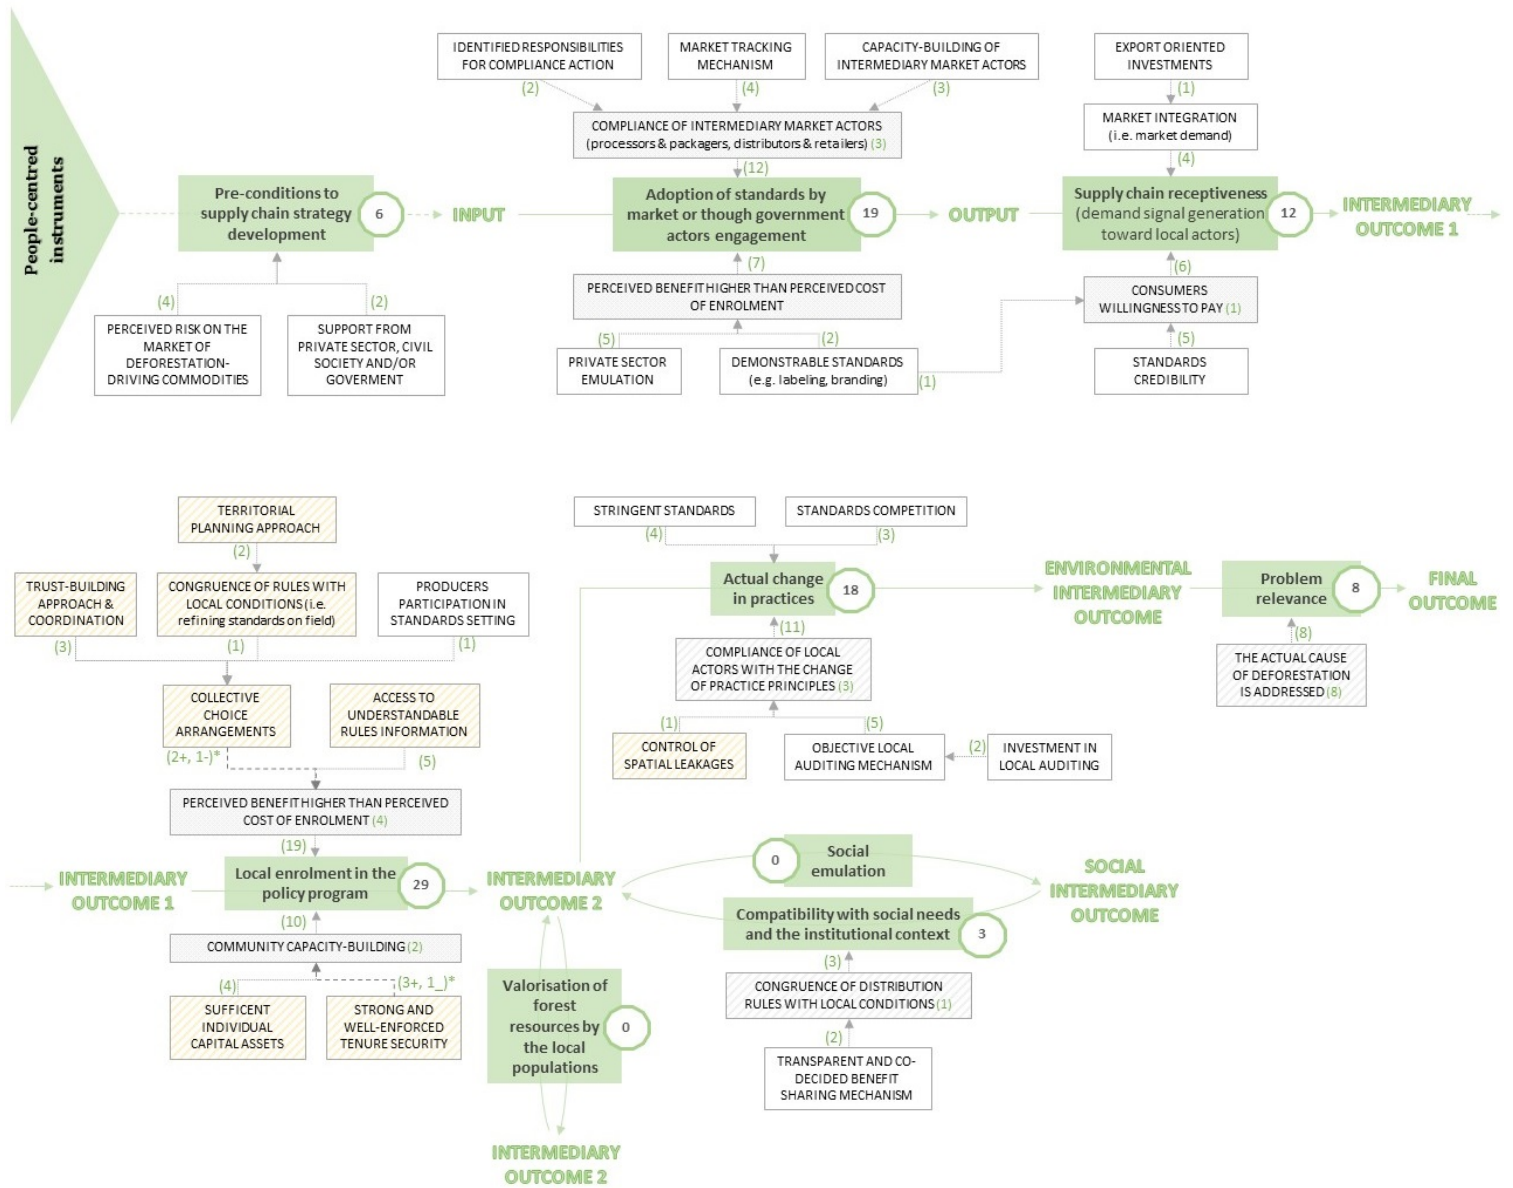 People-centred
instruments
IDENTIFIED RESPONSIBILITIES
FOR COMPLIANCE ACTION
(2)
MARKET TRACKING
MECHANISM
(4)
CAPACITY-BUILDING OF
INTERMEDIARY MARKET ACTORS
(3)
EXPORT ORIENTED
INVESTMENTS
(1)
COMPLIANCE OF INTERMEDIARY MARKET ACTORS
(processors & packagers, distributors & retailers) (3)
(12)
MARKET INTEGRATION
(i.e. market demand)
(4)
Pre-conditions to
supply chain strategy
development
6
INPUT
Adoption of standards by
market or though government
actors engagement
19
OUTPUT
Supply chain receptiveness
(demand signal generation
toward local actors)
12
INTERMEDIARY
OUTCOME 1
(4)
(2)
PERCEIVED RISK ON THE
MARKET OF
DEFORESTATION-
DRIVING COMMODITIES
SUPPORT FROM
PRIVATE SECTOR, CIVIL
SOCIETY AND/OR
GOVERMENT
(7)
PERCEIVED BENEFIT HIGHER THAN PERCEIVED COST
OF ENROLMENT
(5)
(2)
PRIVATE SECTOR
EMULATION
DEMONSTRABLE STANDARDS
(e.g. labeling, branding)
(1)
(6)
CONSUMERS
WILLINGNESS TO PAY (1)
(5)
STANDARDS
CREDIBILITY
TERRITORIAL
PLANNING APPROACH
(2)
TRUST-BUILDING
APPROACH &
COORDINATION
(3)
CONGRUENCE OF RULES WITH
LOCAL CONDITIONS (i.e.
refining standards on field)
(1)
PRODUCERS
PARTICIPATION IN
STANDARDS SETTING
(1)
COLLECTIVE
CHOICE
ARRANGEMENTS
(2+, 1-)*
ACCESS TO
UNDERSTANDABLE
RULES INFORMATION
(5)
PERCEIVED BENEFIT HIGHER THAN PERCEIVED
COST OF ENROLMENT (4)
(19)
INTERMEDIARY
OUTCOME 1
Local enrolment in the
policy program
29
INTERMEDIARY
OUTCOME 2
(10)
COMMUNITY CAPACITY-BUILDING (2)
(4)
(3+, 1_)*
SUFFICENT
INDIVIDUAL
CAPITAL ASSETS
STRONG AND
WELL-ENFORCED
TENURE SECURITY
STRINGENT STANDARDS
(4)
STANDARDS COMPETITION
(3)
Actual change
in practices
18
ENVIRONMENTAL
INTERMEDIARY
OUTCOME
Problem
relevance
8
FINAL
OUTCOME
(11)
COMPLIANCE OF LOCAL
ACTORS WITH THE CHANGE
OF PRACTICE PRINCIPLES (3)
(8)
THE ACTUAL CAUSE
OF DEFORESTATION
IS ADDRESSED (8)
(1)
(5)
CONTROL OF
SPATIAL LEAKAGES
OBJECTIVE LOCAL
AUDITING MECHANISM
(2)
INVESTMENT IN
LOCAL AUDITING
0
Social
emulation
SOCIAL
INTERMEDIARY
OUTCOME
Compatibility with social needs
and the institutional context
3
(3)
CONGRUENCE OF DISTRIBUTION
RULES WITH LOCAL CONDITIONS (1)
(2)
TRANSPARENT AND CO-
DECIDED BENEFIT
SHARING MECHANISM
Valorisation of
forest
resources by
the local
populations
0
INTERMEDIARY
OUTCOME 2